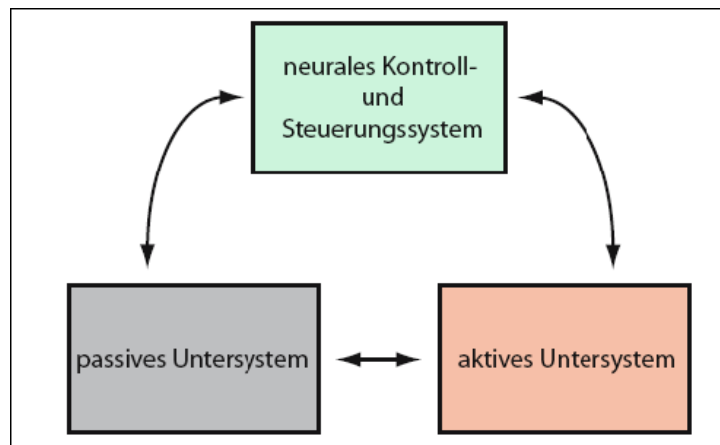 neurales Kontroll-
und
Steuerungssystem
passives Untersystem
aktives Untersystem